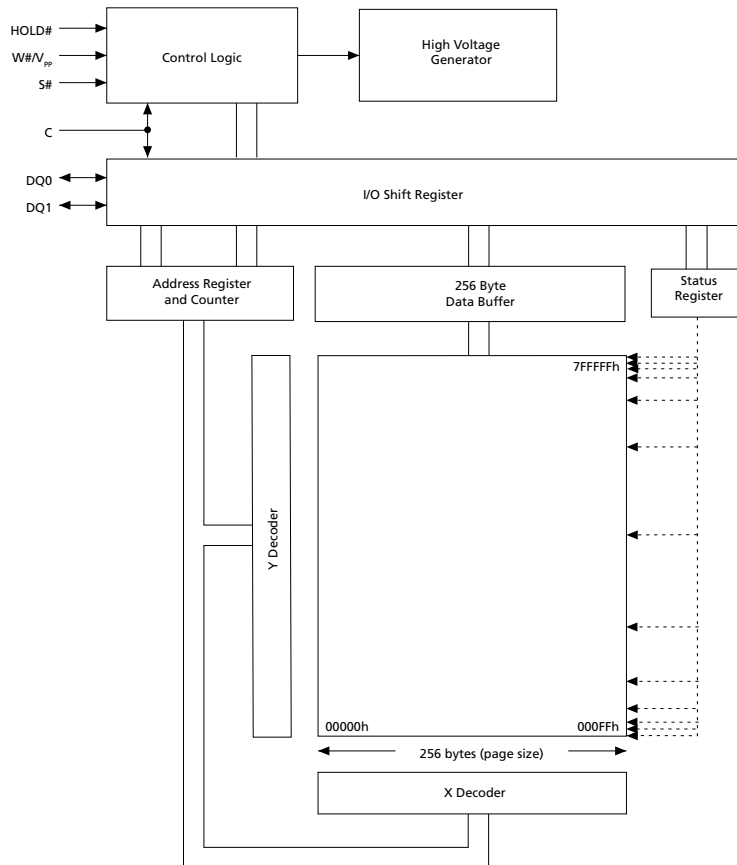 HOLD#
W#/Vpp
S#
Control Logic
High Voltage
Generator
C
DQ0
DQ1
I/O Shift Register
Address Register
and Counter
256 Byte
Data Buffer
Status
Register
7FFFFFh
Y Decoder
00000h
000FFh
256 bytes (page size)
X Decoder